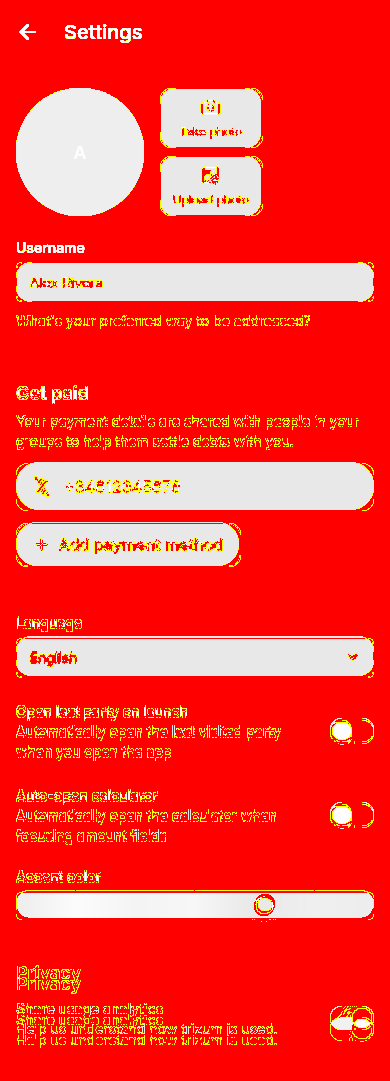 Settings
A
Take photo
Upload photo
Username
Alex Rivera
What's your preferred way to be addressed?
Get paid
Your payment details are shared with people in your
groups to help them settle debts with you.
+34612345678
Add payment method
Language
English
Open last party on launch
Automatically open the last visited party
when you open the app
Auto-open calculator
Automatically open the calculator when
focusing amount fields
Accent color
Privacy
Share usage analytics
Help us understand how trizum is used.